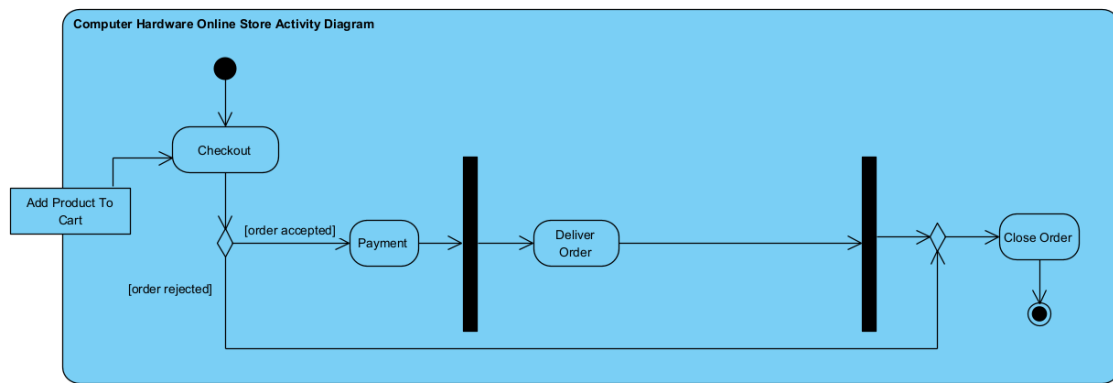 Computer Hardware Online Store Activity Diagram
Checkout
Add Product To
Cart
[order accepted]
Payment
Deliver
Order
Close Order
[order rejected]